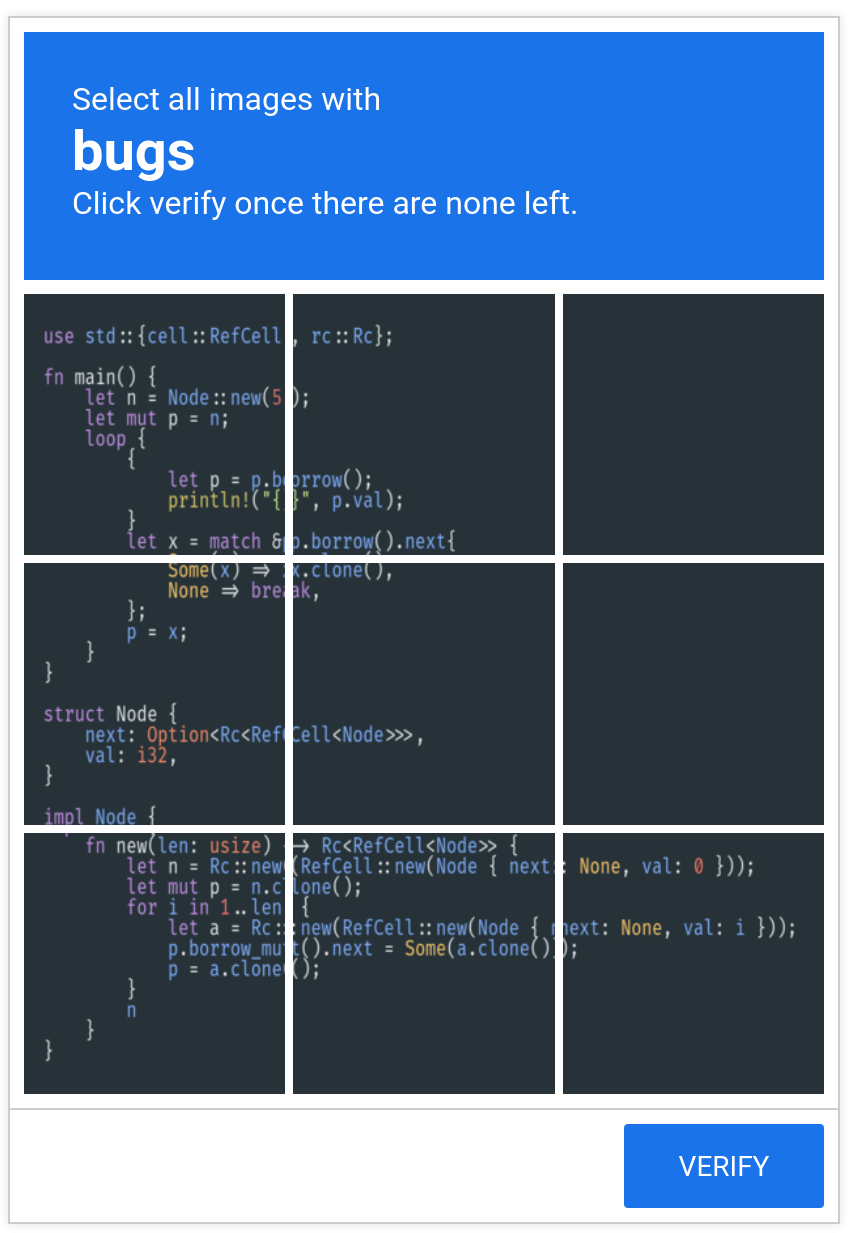 Select all images with
bugs
Click verify once there are none left.
use std::{cell::RefCell, rc::Rc};
fn main() {
let n = Node::new(5);
let mut p = n;
loop {
{
let p = p.borrow();
println!("{}", p.val);
}
let x = match &p.borrow().next{
Some(x) => x.clone(),
None => break,
};
p = x;
}
}
struct Node {
next: Option<Rc<RefCell<Node>>>,
val: i32,
}
impl Node {
fn new(len: usize) -> Rc<RefCell<Node>> {
let n = Rc::new(RefCell::new(Node { next: None, val: 0 }));
let mut p = n.clone();
for i in 1..len {
let a = Rc::new(RefCell::new(Node { next: None, val: i }));
p.borrow_mut().next = Some(a.clone());
p = a.clone();
}
n
}
}
VERIFY